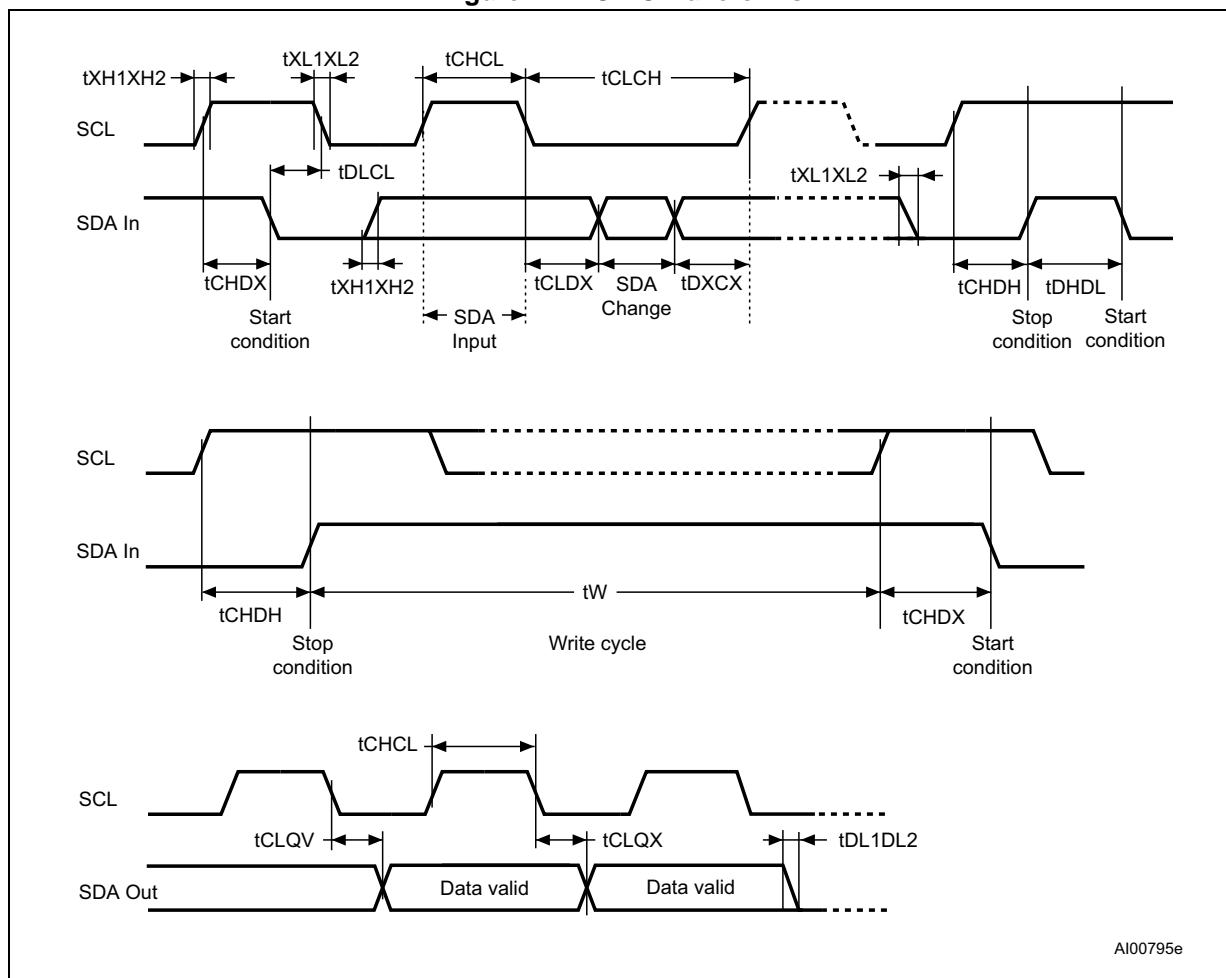 tXH1XH2
tXL1XL2
tCHCL
tCLCH
SCL
tDLCL
tXL1XL2
SDA In
tCHDX
tXH1XH2
tCLDX
SDA
Change
tDXCX
tCHDH
tDHDL
Start
condition
SDA
Input
Stop
condition
Start
condition
SCL
SDA In
tCHDH
tW
tCHDX
Stop
condition
Write cycle
Start
condition
tCHCL
SCL
tCLQV
tCLQX
tDL1DL2
SDA Out
Data valid
Data valid
AI00795e